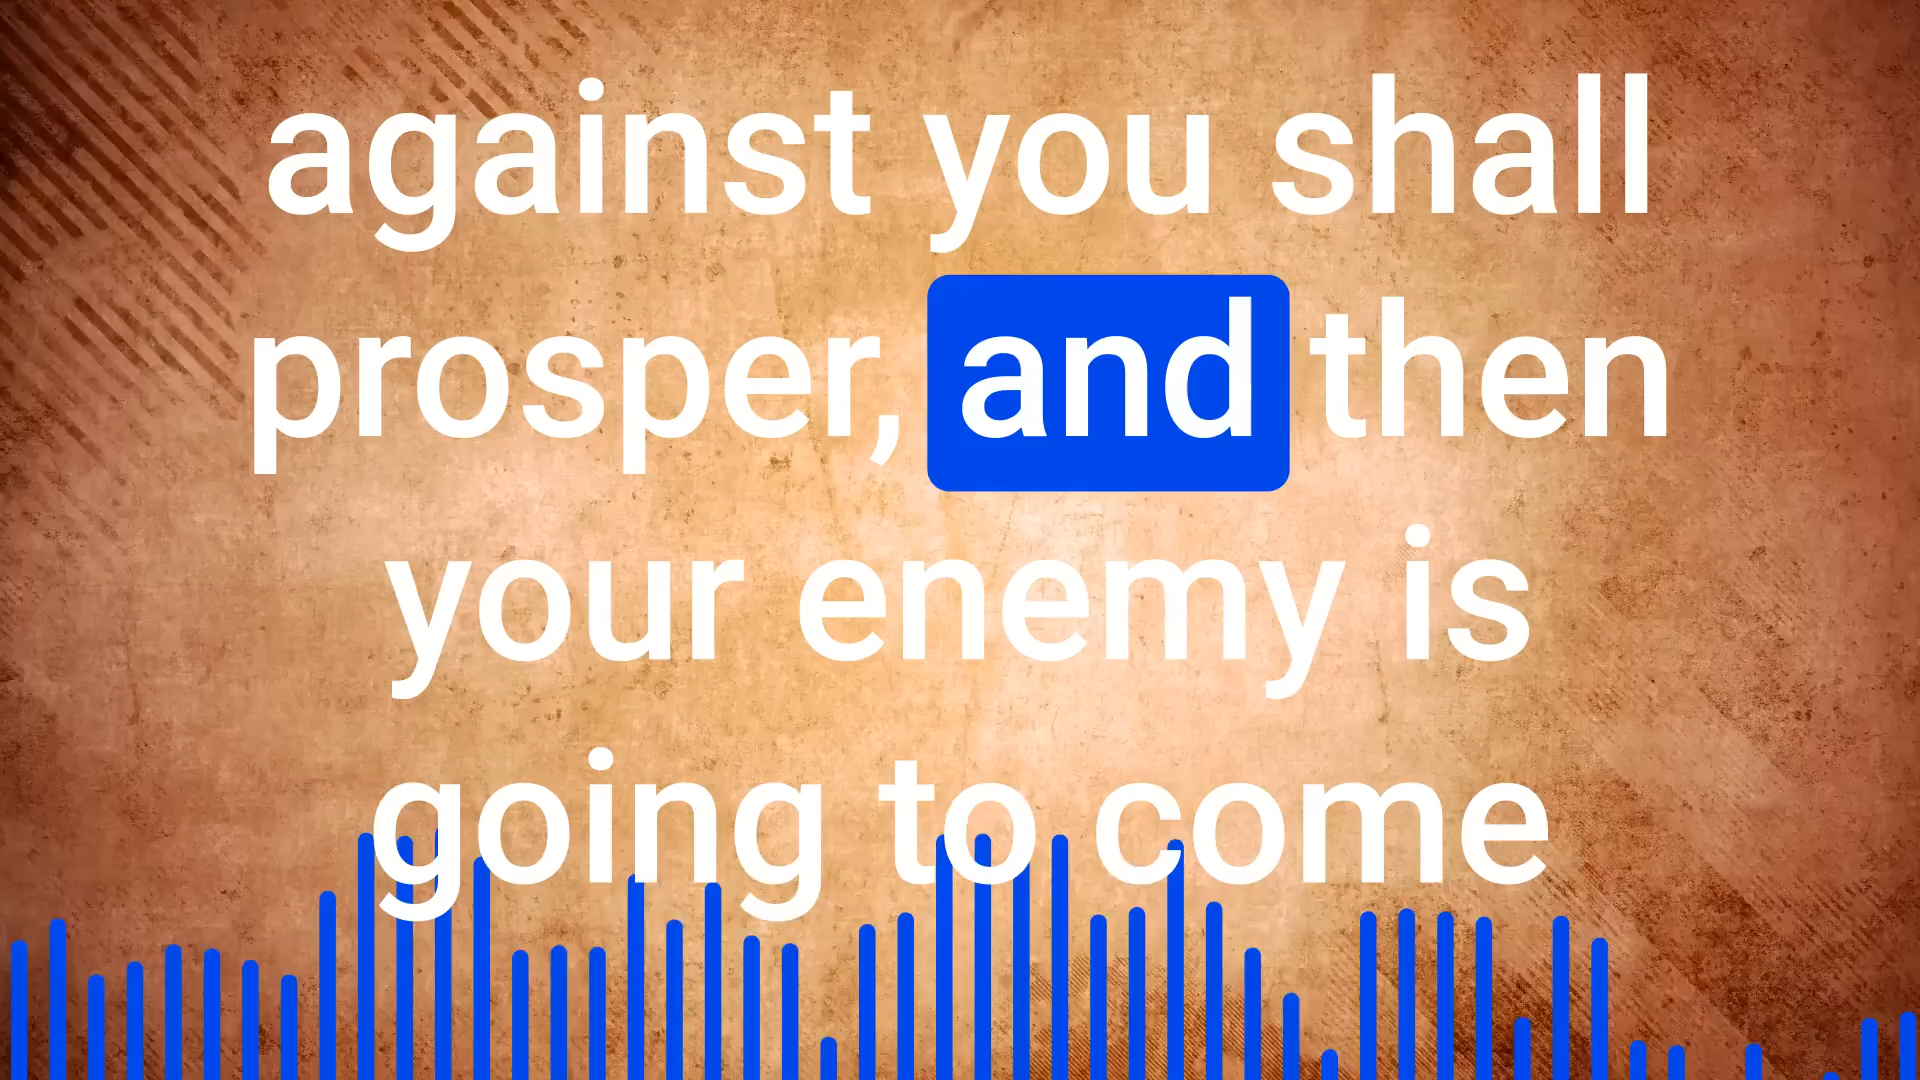 against you shall
prosper, and then
your enemy is
going to come